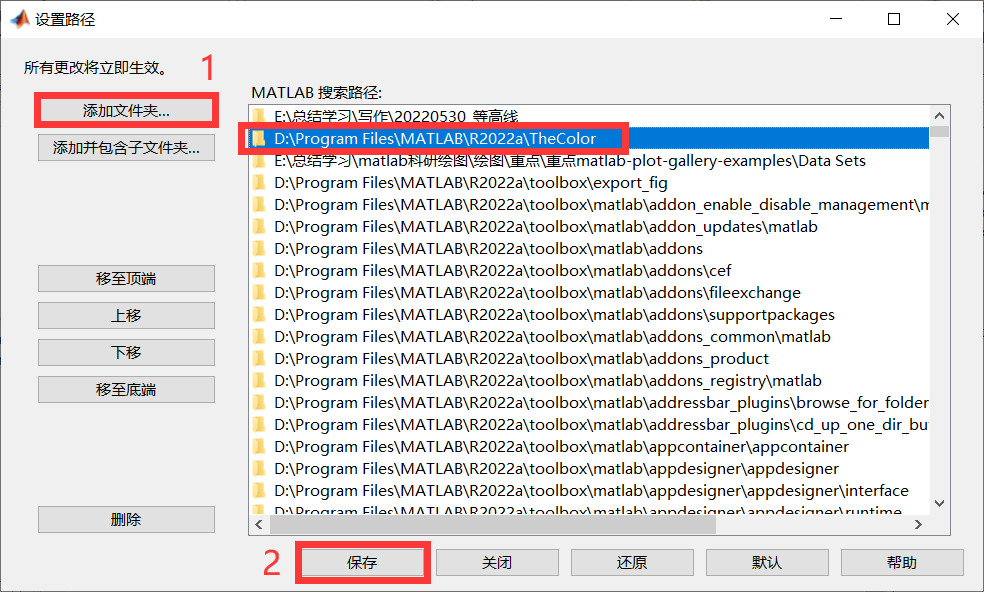 设置路径
所有更改将立即生效。
1
添加文件夹...
添加并包含子文件夹...
移至顶端
上移
下移
移至底端
删除
MATLAB 搜索路径:
E:\总结学习\写作\20220530_等高线
D:\Program Files\MATLAB\R2022a\TheColor
E:\总结学习\matlab科研绘图\绘图\重点\重点matlab-plot-gallery-examples\Data Sets
D:\Program Files\MATLAB\R2022a\toolbox\export_fig
D:\Program Files\MATLAB\R2022a\toolbox\matlab\addon_enable_disable_management\m
D:\Program Files\MATLAB\R2022a\toolbox\matlab\addon_updates\matlab
D:\Program Files\MATLAB\R2022a\toolbox\matlab\addons
D:\Program Files\MATLAB\R2022a\toolbox\matlab\addons\cef
D:\Program Files\MATLAB\R2022a\toolbox\matlab\addons\fileexchange
D:\Program Files\MATLAB\R2022a\toolbox\matlab\addons\supportpackages
D:\Program Files\MATLAB\R2022a\toolbox\matlab\addons_common\matlab
D:\Program Files\MATLAB\R2022a\toolbox\matlab\addons_product
D:\Program Files\MATLAB\R2022a\toolbox\matlab\addons_registry\matlab
D:\Program Files\MATLAB\R2022a\toolbox\matlab\addressbar_plugins\browse_for_folder
D:\Program Files\MATLAB\R2022a\toolbox\matlab\addressbar_plugins\cd_up_one_dir_bu
D:\Program Files\MATLAB\R2022a\toolbox\matlab\appcontainer\appcontainer
D:\Program Files\MATLAB\R2022a\toolbox\matlab\appdesigner\appdesigner
D:\Program Files\MATLAB\R2022a\toolbox\matlab\appdesigner\appdesigner\interface
D:\Program Files\MATLAB\R2022a\toolbox\matlab\appdesigner\appdesigner\runtime
2
保存
关闭
还原
默认
帮助